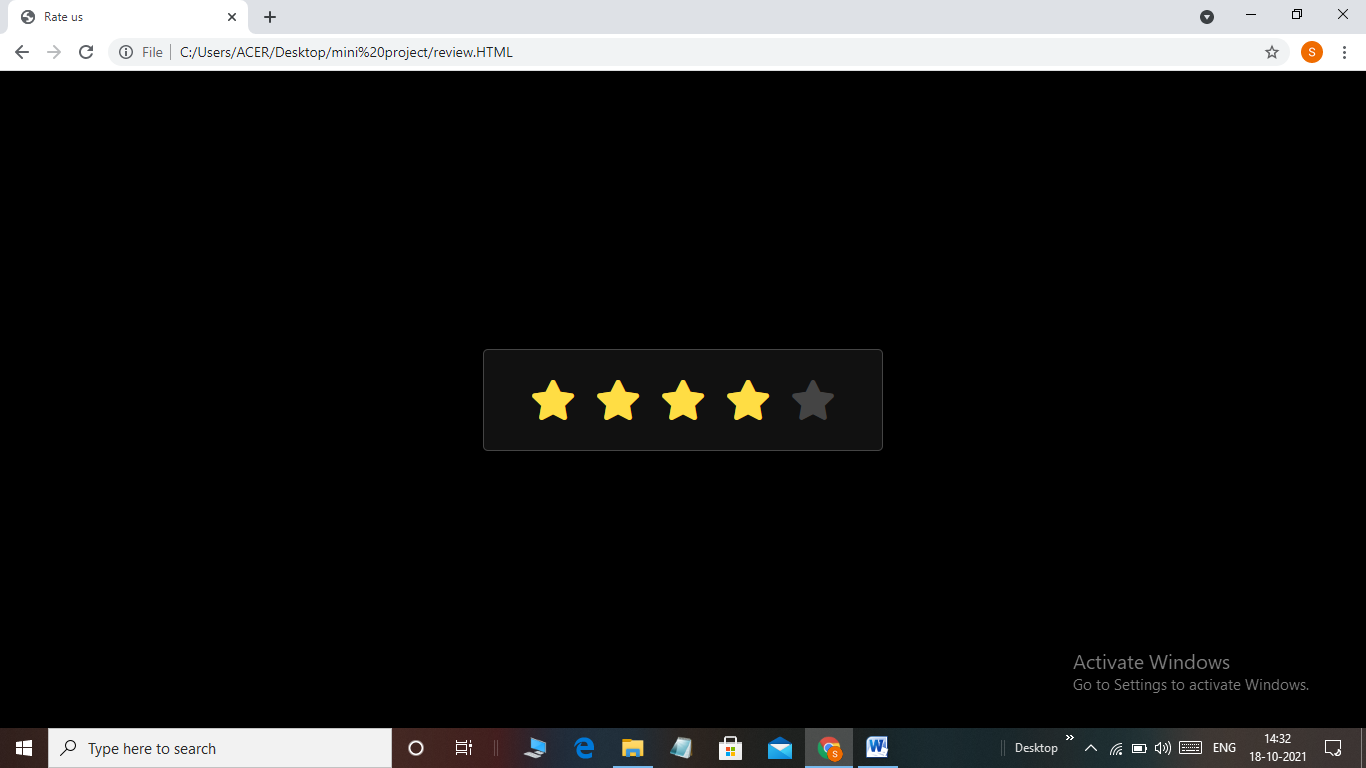 Rate us
File
C:/Users/ACER/Desktop/mini%20project/review.HTML
S
Activate Windows
Go to Settings to activate Windows.
Type here to search
S
W
Desktop
ENG
14:32
18-10-2021